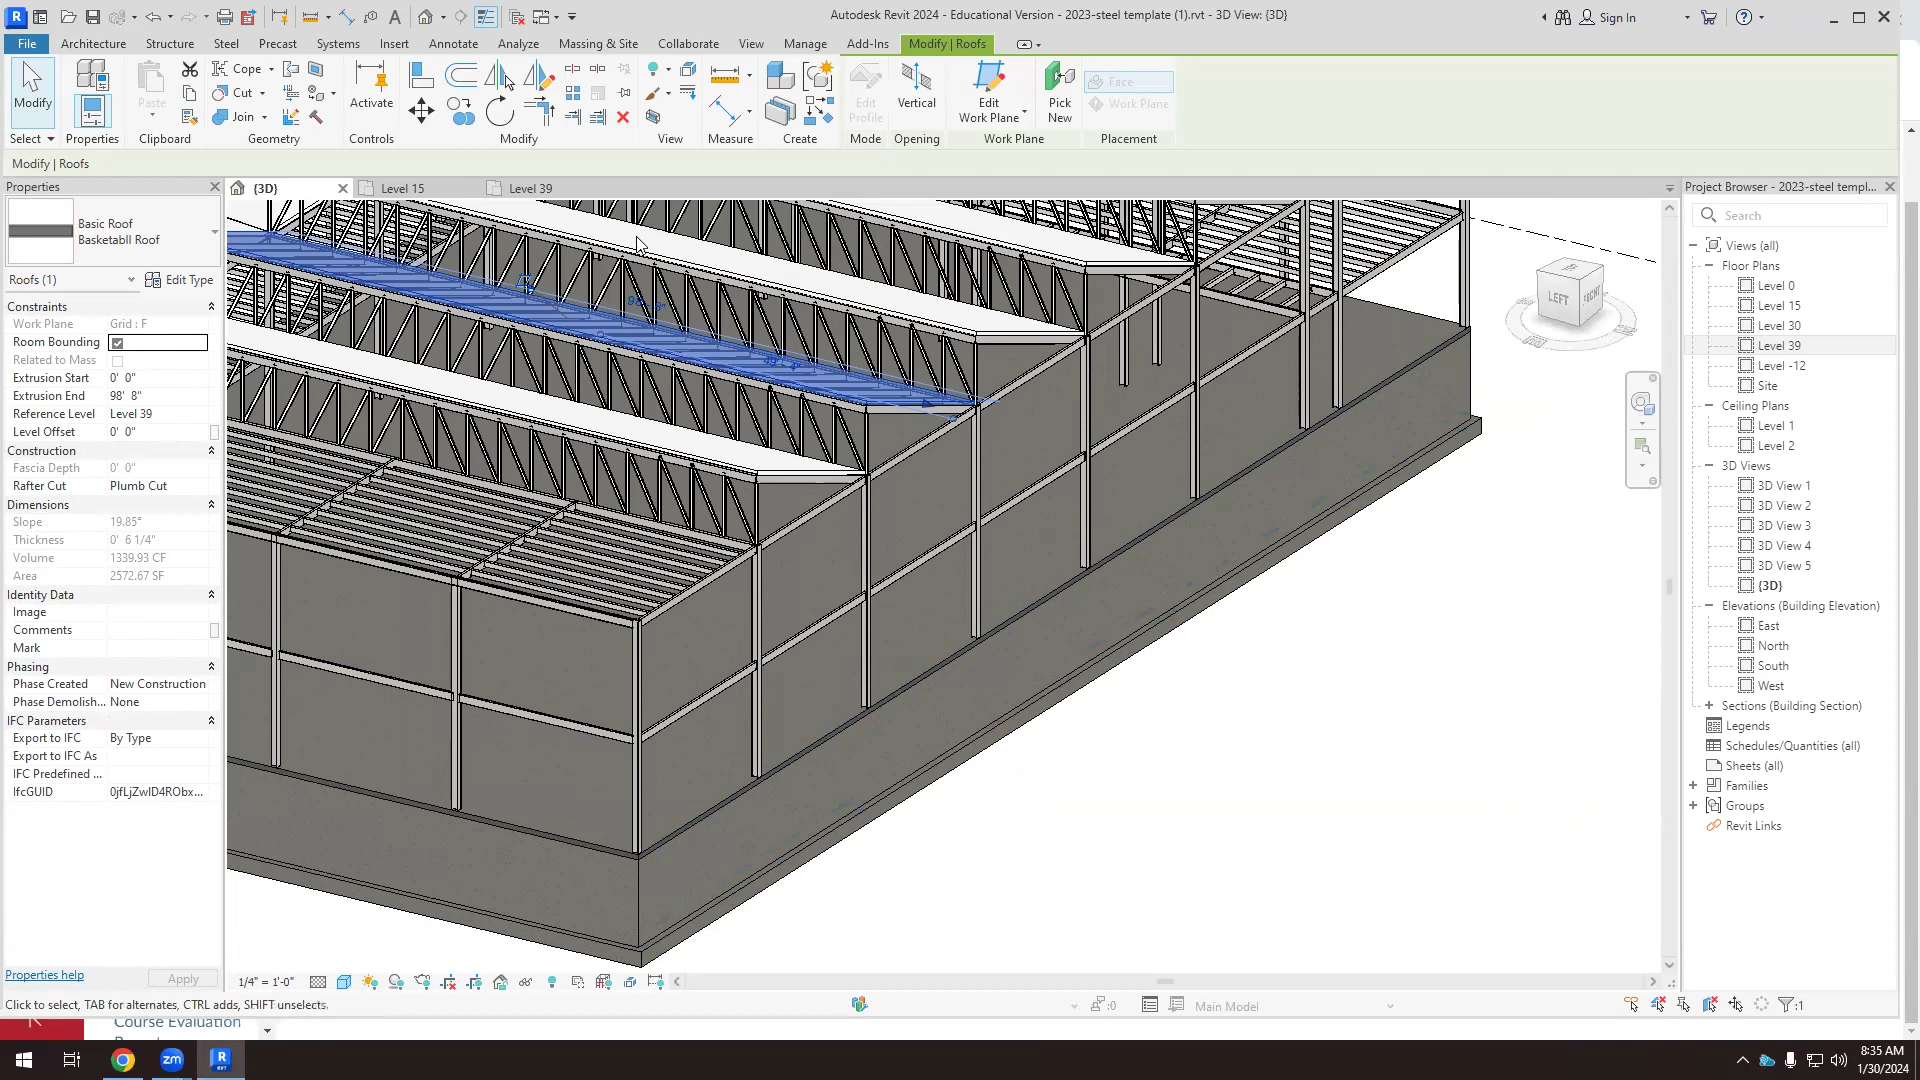 Autodesk Revit 2024 - Educational Version - 2023-steel template (1).rvt - 3D View: {3D}
Sign In
File Architecture Structure Steel Precast Systems Insert Annotate Analyze Massing & Site Collaborate View Manage Add-Ins Modify | Roofs
Modify
Paste
Cope
Cut
Join
Activate
Edit Profile
Vertical
Edit Work Plane
Pick New
Face
Work Plane
Select Properties Clipboard Geometry Controls Modify View Measure Create Mode Opening Work Plane Placement
Modify | Roofs
Properties
{3D}
Level 15
Level 39
Project Browser - 2023-steel templ...
Basic Roof
Basketabll Roof
Roofs (1)
Edit Type
Constraints
Work Plane Grid : F
Room Bounding
Related to Mass
Extrusion Start 0' 0"
Extrusion End 98' 8"
Reference Level Level 39
Level Offset 0' 0"
Construction
Fascia Depth 0' 0"
Rafter Cut Plumb Cut
Dimensions
Slope 19.85°
Thickness 0' 6 1/4"
Volume 1339.93 CF
Area 2572.67 SF
Identity Data
Image
Comments
Mark
Phasing
Phase Created New Construction
Phase Demolish... None
IFC Parameters
Export to IFC By Type
Export to IFC As
IFC Predefined ...
IfcGUID 0jfLjZwID4RObx...
Properties help
Apply
LEFT
FRONT
Search
Views (all)
Floor Plans
Level 0
Level 15
Level 30
Level 39
Level -12
Site
Ceiling Plans
Level 1
Level 2
3D Views
3D View 1
3D View 2
3D View 3
3D View 4
3D View 5
{3D}
Elevations (Building Elevation)
East
North
South
West
Sections (Building Section)
Legends
Schedules/Quantities (all)
Sheets (all)
Families
Groups
Revit Links
1/4" = 1'-0"
Click to select, TAB for alternates, CTRL adds, SHIFT unselects.
:0
Main Model
:1
Course Evaluation
zm
8:35 AM
1/30/2024